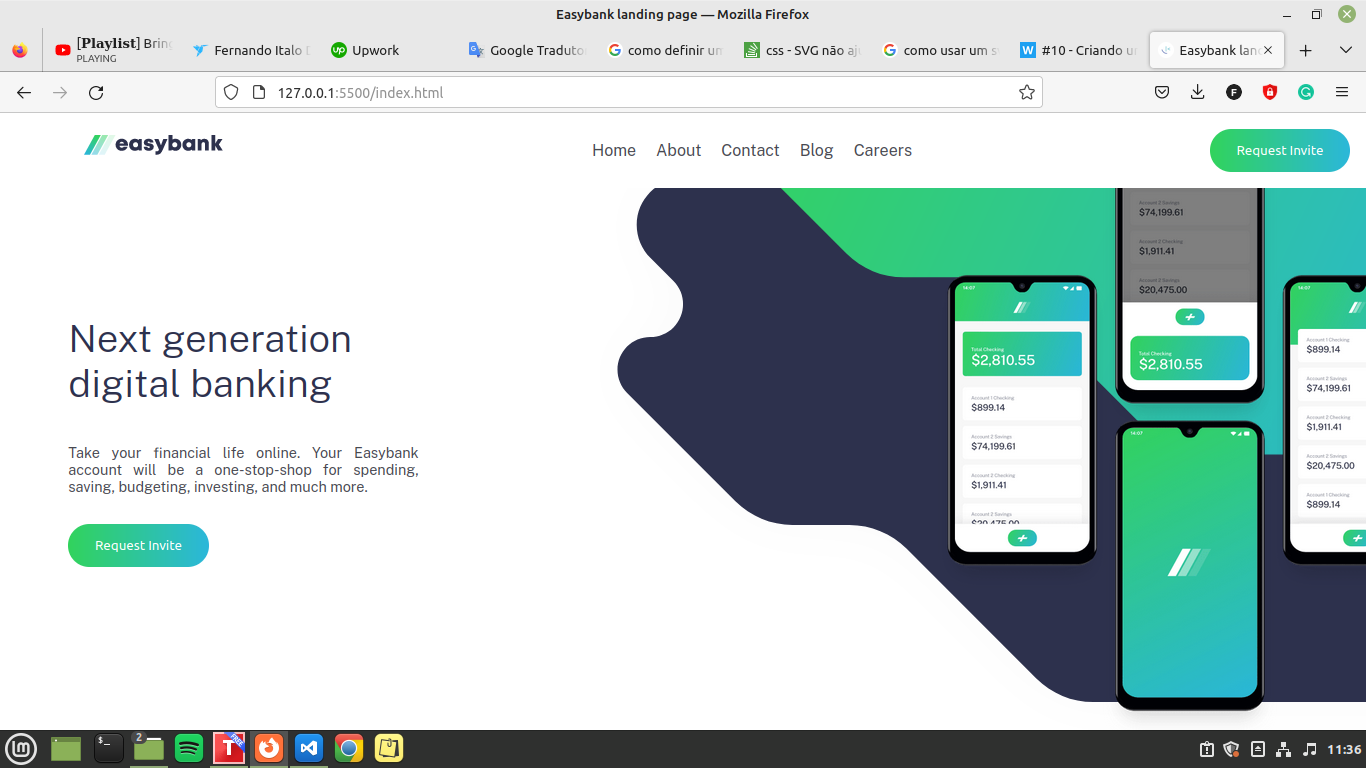 Easybank landing page — Mozilla Firefox
[Playlist] Bring
PLAYING
Fernando Italo
Upwork
Google Tradutor
como definir um
css - SVG não aj
como usar um
#10 - Criando u
Easybank lan
127.0.0.1:5500/index.html
easybank
Home
About
Contact
Blog
Careers
Request Invite
Next generation
digital banking
Take your financial life online. Your Easybank
account will be a one-stop-shop for spending,
saving, budgeting, investing, and much more.
Request Invite
14:07
Total Checking
$2,810.55
Account 1 Checking
$899.14
Account 2 Savings
$74,199.61
Account 2 Checking
$1,911.41
Account 2 Savings
$20,475.00
Account 2 Savings
$74,199.61
Account 2 Checking
$1,911.41
Account 2 Savings
$20,475.00
Total Checking
$2,810.55
14:07
14:07
Account 1 Checking
$899.14
Account 2 Savings
$74,199.61
Account 2 Checking
$1,911.41
Account 2 Savings
$20,475.00
Account 1 Checking
$899.14
2
FREE
T
11:36